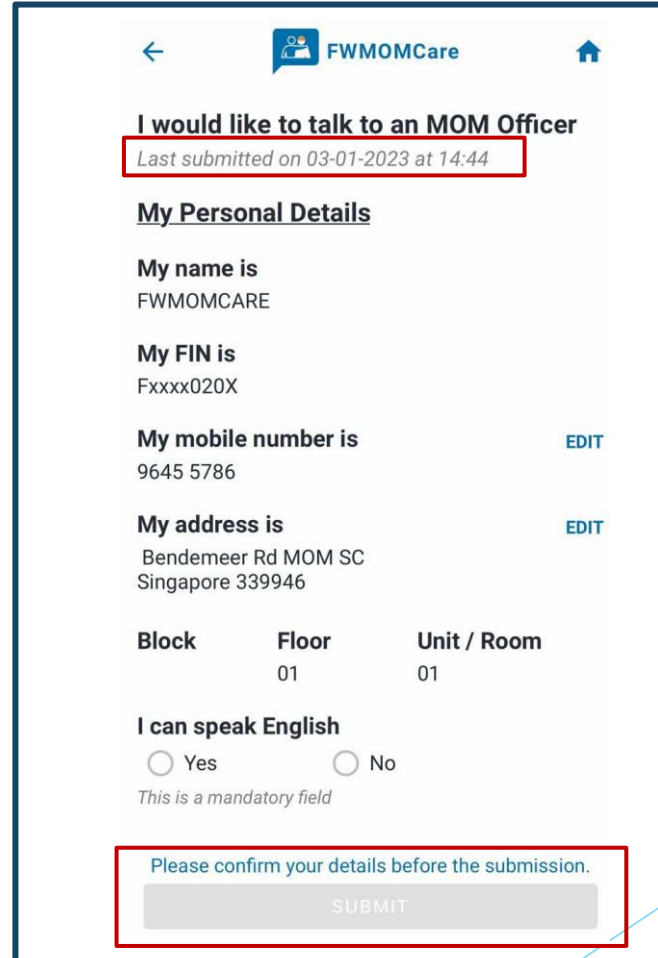 FWMOMCare
I would like to talk to an MOM Officer
Last submitted on 03-01-2023 at 14:44
My Personal Details
My name is
FWMOMCARE
My FIN is
Fxxxx020X
My mobile number is EDIT
9645 5786
My address is EDIT
Bendemeer Rd MOM SC
Singapore 339946
Block Floor Unit / Room
01 01
I can speak English
Yes No
This is a mandatory field
Please confirm your details before the submission.
SUBMIT